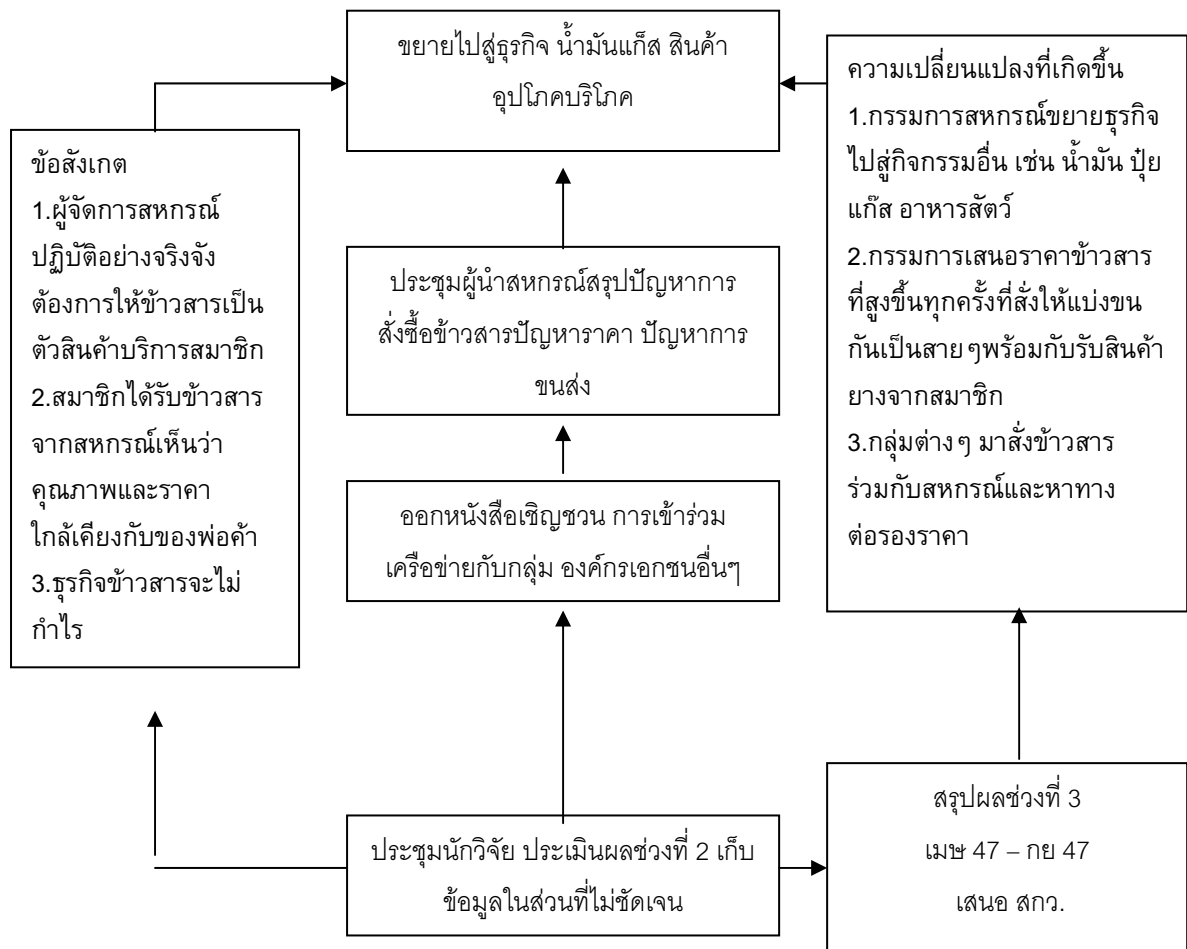 ขยายไปสู่ธุรกิจ น้ำมันแก็ส สินค้า
อุปโภคบริโภค
ข้อสังเกต
1.ผู้จัดการสหกรณ์
ปฏิบัติอย่างจริงจัง
ต้องการให้ข้าวสารเป็น
ตัวสินค้าบริการสมาชิก
2.สมาชิกได้รับข้าวสาร
จากสหกรณ์เห็นว่า
คุณภาพและราคา
ใกล้เคียงกับของพ่อค้า
3.ธุรกิจข้าวสารจะไม่
กำไร
ประชุมผู้นำสหกรณ์สรุปปัญหาการ
สั่งซื้อข้าวสารปัญหาราคา ปัญหาการ
ขนส่ง
ออกหนังสือเชิญชวน การเข้าร่วม
เครือข่ายกับกลุ่ม องค์กรเอกชนอื่นๆ
ความเปลี่ยนแปลงที่เกิดขึ้น
1.กรรมการสหกรณ์ขยายธุรกิจ
ไปสู่กิจกรรมอื่น เช่น น้ำมัน ปุ๋ย
แก๊ส อาหารสัตว์
2.กรรมการเสนอราคาข้าวสาร
ที่สูงขึ้นทุกครั้งที่สั่งให้แบ่งขน
กันเป็นสายๆพร้อมกับรับสินค้า
ยางจากสมาชิก
3.กลุ่มต่างๆ มาสั่งข้าวสาร
ร่วมกับสหกรณ์และหาทาง
ต่อรองราคา
ประชุมนักวิจัย ประเมินผลช่วงที่ 2 เก็บ
ข้อมูลในส่วนที่ไม่ชัดเจน
สรุปผลช่วงที่ 3
เมษ 47 – กย 47
เสนอ สกว.